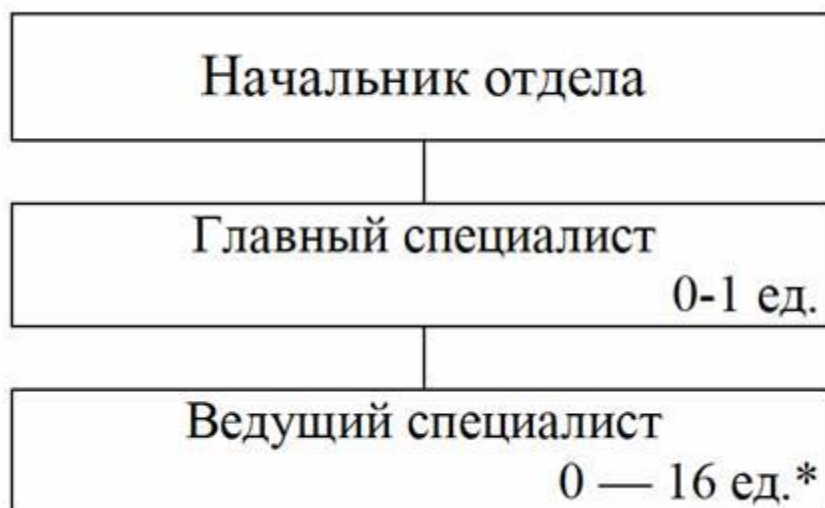 Начальник отдела
Главный специалист
0-1 ед.
Ведущий специалист
0 — 16 ед.*